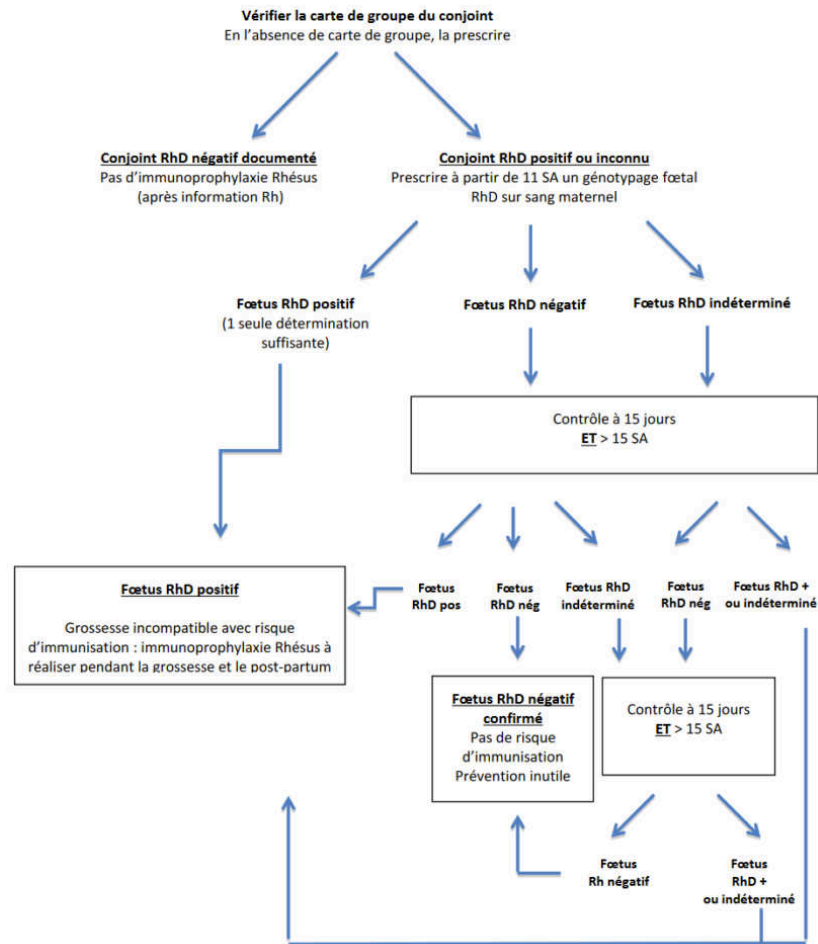 Vérifier la carte de groupe du conjoint
En l'absence de carte de groupe, la prescrire
Conjoint RhD négatif documenté
Pas d'immunoprophylaxie Rhésus
(après information Rh)
Conjoint RhD positif ou inconnu
Prescrire à partir de 11 SA un génotypage fœtal
RhD sur sang maternel
Fœtus RhD positif
(1 seule détermination
suffisante)
Fœtus RhD négatif
Fœtus RhD indéterminé
Contrôle à 15 jours
ET > 15 SA
Fœtus
RhD pos
Fœtus
RhD nég
Fœtus RhD
indéterminé
Fœtus
RhD nég
Fœtus RhD +
ou indéterminé
Fœtus RhD positif
Grossesse incompatible avec risque
d'immunisation : immunoprophylaxie Rhésus à
réaliser pendant la grossesse et le post-partum
Fœtus RhD négatif
confirmé
Pas de risque
d'immunisation
Prévention inutile
Contrôle à 15 jours
ET > 15 SA
Fœtus
Rh négatif
Fœtus
RhD +
ou indéterminé